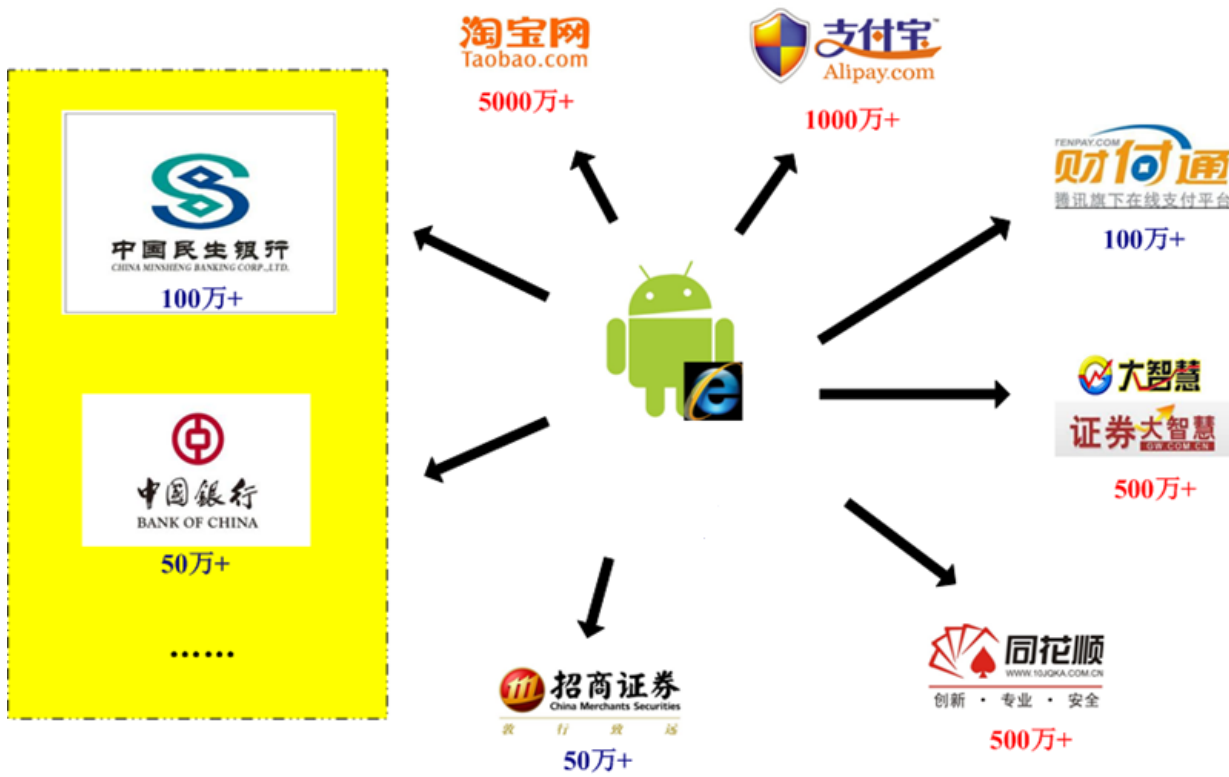 淘宝网
Taobao.com
5000万+
支付宝
Alipay.com
1000万+
TENPAY.COM
财付通
腾讯旗下在线支付平台
100万+
中国民生银行
CHINA MINSHENG BANKING CORP.,LTD.
100万+
大智慧
证券大智慧
GW.COM.CN
500万+
中国銀行
BANK OF CHINA
50万+
......
招商证券
China Merchants Securities
敦行致远
50万+
同花顺
WWW.10JQKA.COM.CN
创新·专业·安全
500万+